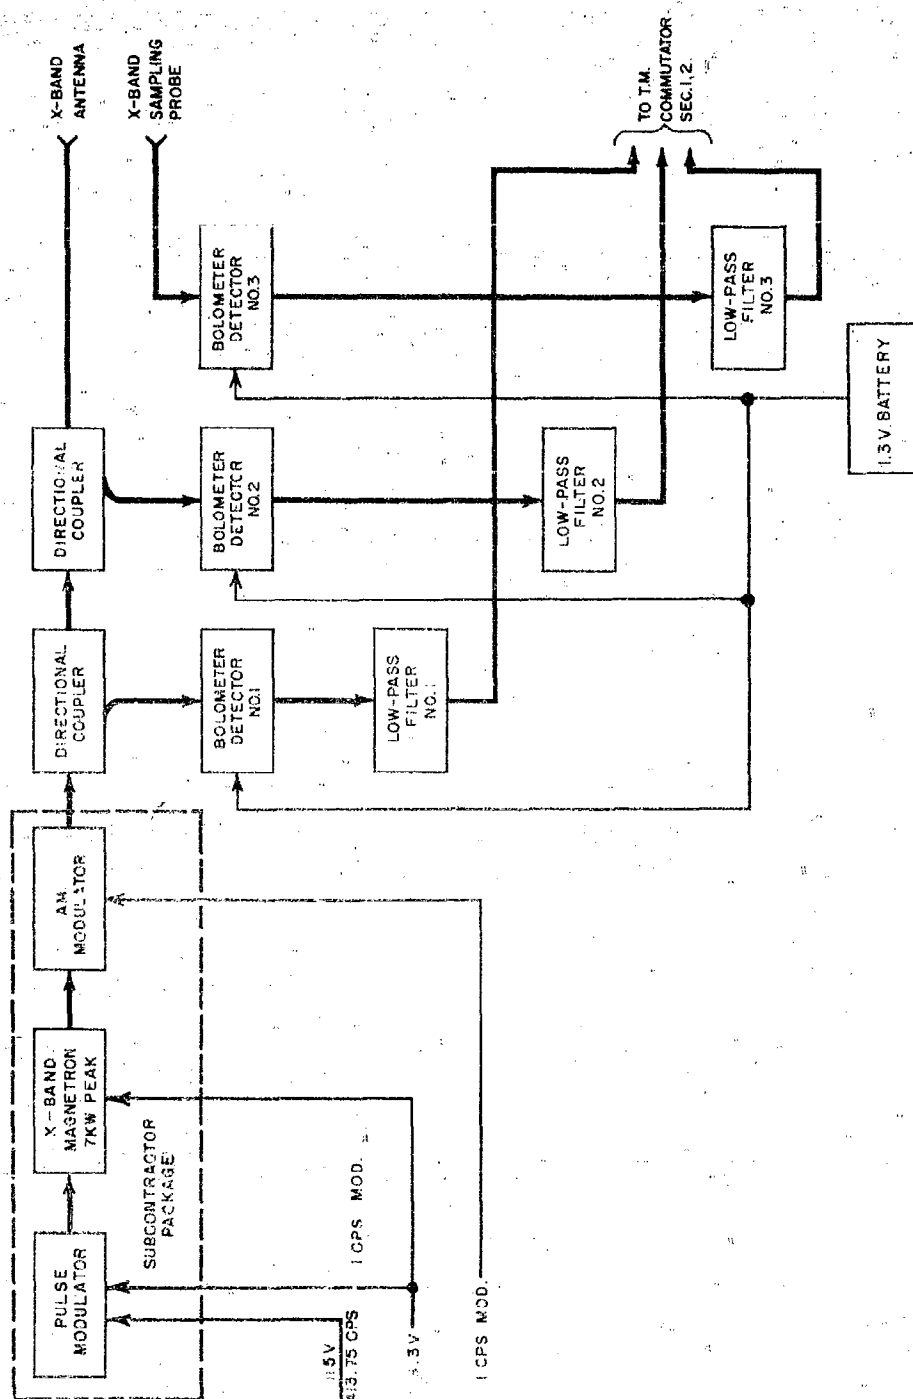 PULSE
MODULATOR
X-BAND
MAGNETRON
7KW PEAK
AM
MODULATOR
SUBCONTRACTOR
PACKAGE
DIRECTIONAL
COUPLER
DIRECTIONAL
COUPLER
X-BAND
ANTENNA
X-BAND
SAMPLING
PROBE
BOLOMETER
DETECTOR
NO.1
BOLOMETER
DETECTOR
NO.2
BOLOMETER
DETECTOR
NO.3
LOW-PASS
FILTER
NO.1
LOW-PASS
FILTER
NO.2
LOW-PASS
FILTER
NO.3
TO T.M.
COMMUTATOR
SEC.1,2
1 CPS MOD.
1 CPS MOD.
1.3V. BATTERY